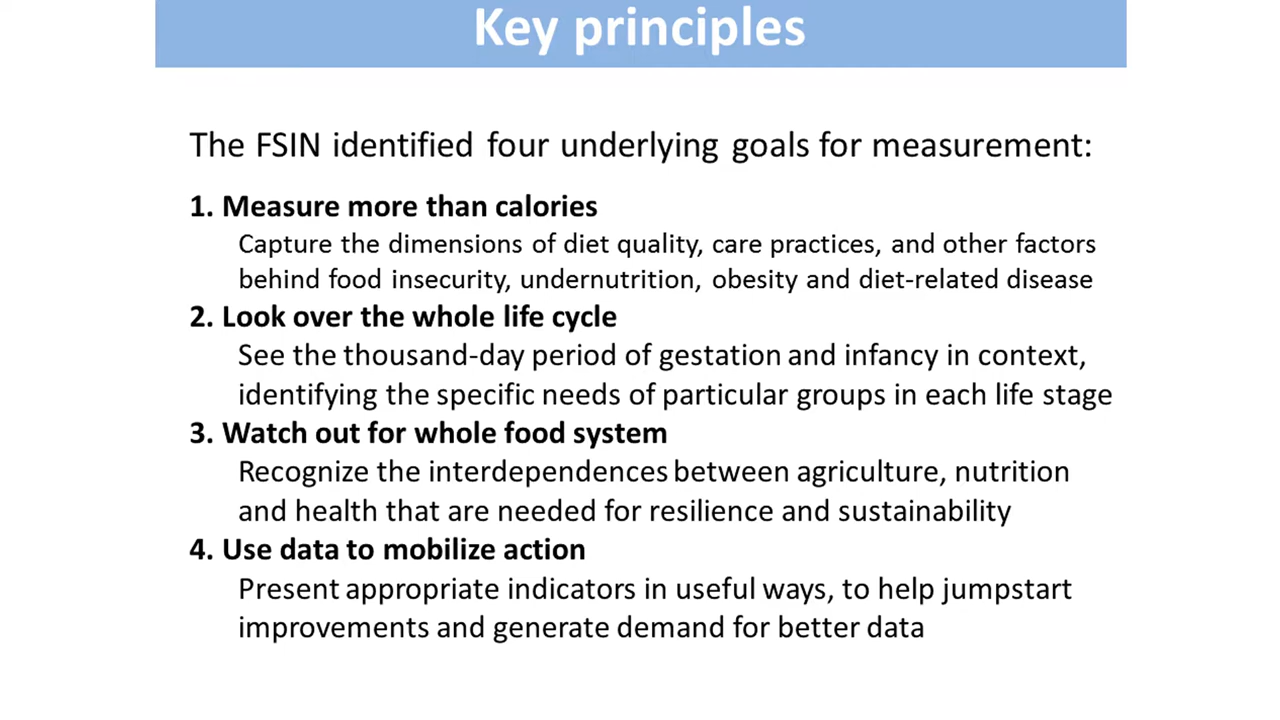 Key principles
The FSIN identified four underlying goals for measurement:
1. Measure more than calories
Capture the dimensions of diet quality, care practices, and other factors
behind food insecurity, undernutrition, obesity and diet-related disease
2. Look over the whole life cycle
See the thousand-day period of gestation and infancy in context,
identifying the specific needs of particular groups in each life stage
3. Watch out for whole food system
Recognize the interdependences between agriculture, nutrition
and health that are needed for resilience and sustainability
4. Use data to mobilize action
Present appropriate indicators in useful ways, to help jumpstart
improvements and generate demand for better data